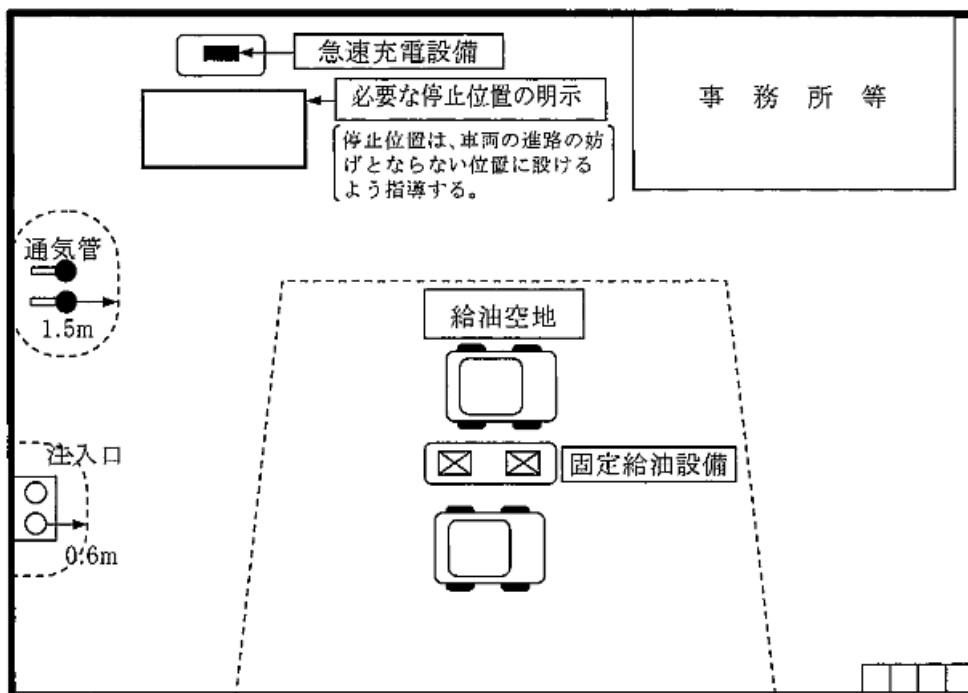 急速充電設備
必要な停止位置の明示
停止位置は、車両の進路の妨
げとならない位置に設ける
よう指導する。
事務所等
通気管
1.5m
給油空地
注入口
固定給油設備
0.6m